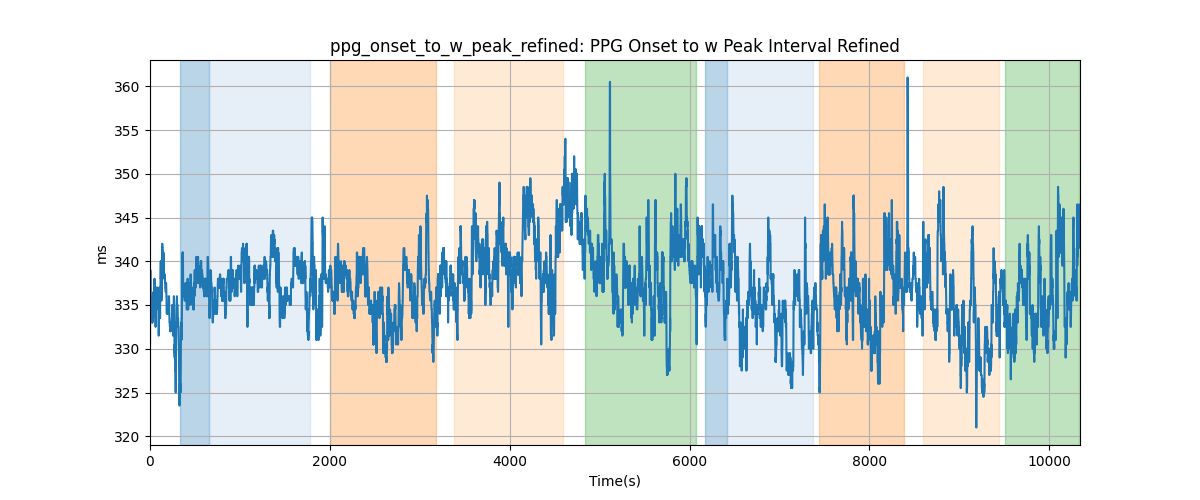 ppg_onset_to_w_peak_refined: PPG Onset to w Peak Interval Refined
360
355
350
345
340
335
330
325
320
ms
0 2000 4000 6000 8000 10000
Time(s)